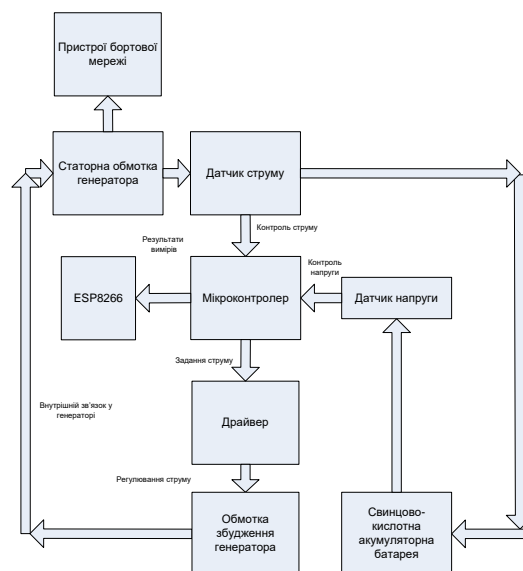 Пристрої бортової
мережі
Статорна обмотка
генератора
Датчик струму
Контроль струму
Результати
вимірів
Контроль
напруги
ESP8266
Мікроконтролер
Датчик напруги
Задання струму
Драйвер
Внутрішній зв'язок у
генераторі
Регулювання струму
Обмотка
збудження
генератора
Свинцово-
кислотна
акумуляторна
батарея